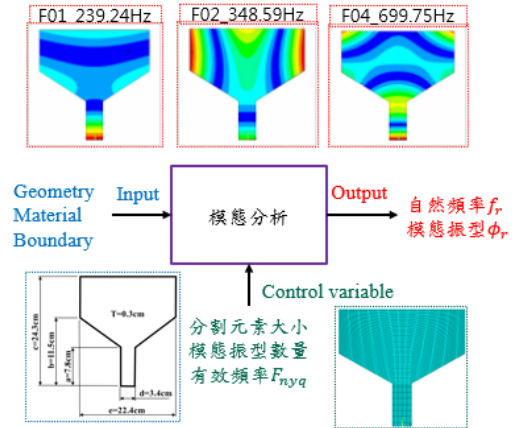 F01_239.24Hz
F02_348.59Hz
F04_699.75Hz
Geometry
Material
Boundary
Input
模態分析
Output
自然頻率fᵣ
模態振型ϕᵣ
Control variable
分割元素大小
模態振型數量
有效頻率F_nyq
T=0.3cm
c=24.3cm
b=11.5cm
a=7.8cm
d=3.4cm
e=22.4cm